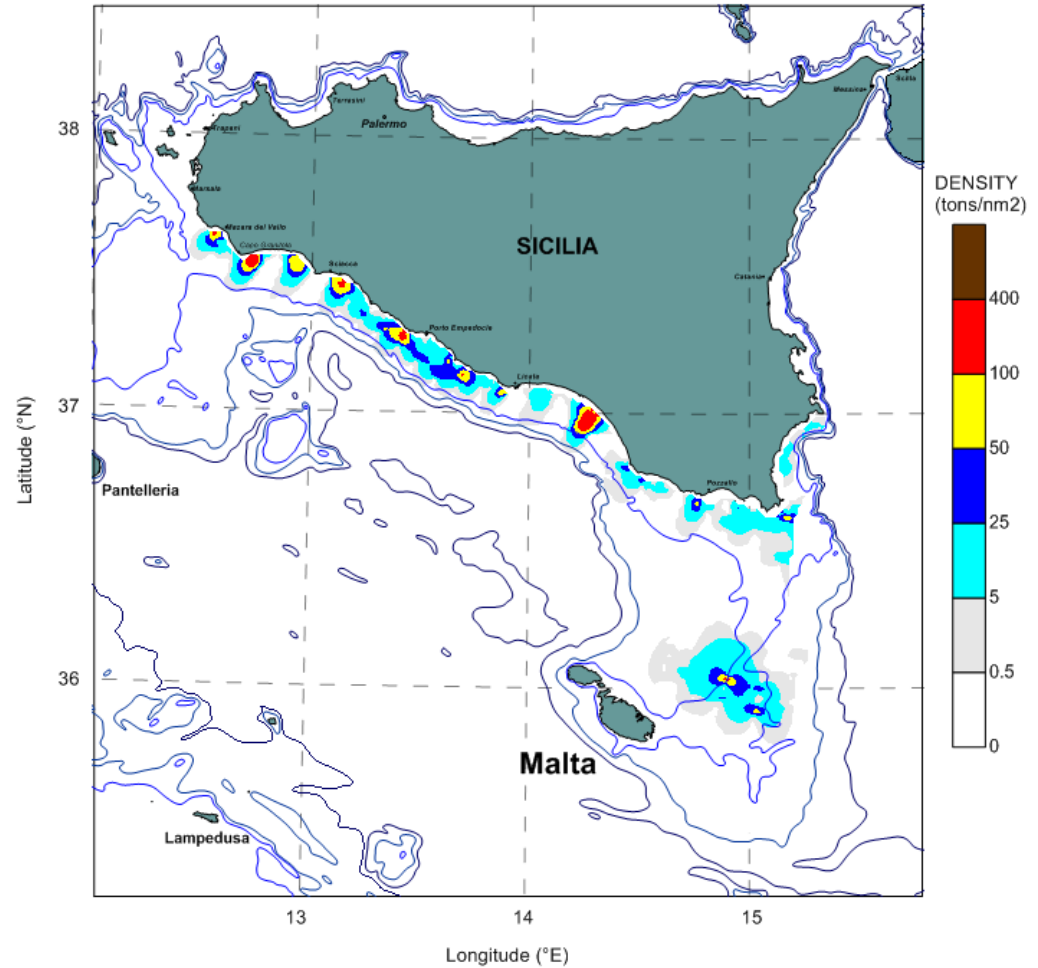 Scilla
Messina
Terrasini
Palermo
Trapani
38
Marsala
DENSITY
(tons/nm2)
Mazara del Vallo
Capo Granitola
SICILIA
Sciacca
Catania
400
Porto Empedocle
100
Licata
37
50
Latitude (°N)
Pozzallo
Pantelleria
25
5
36
0.5
0
Malta
Lampedusa
13
14
15
Longitude (°E)